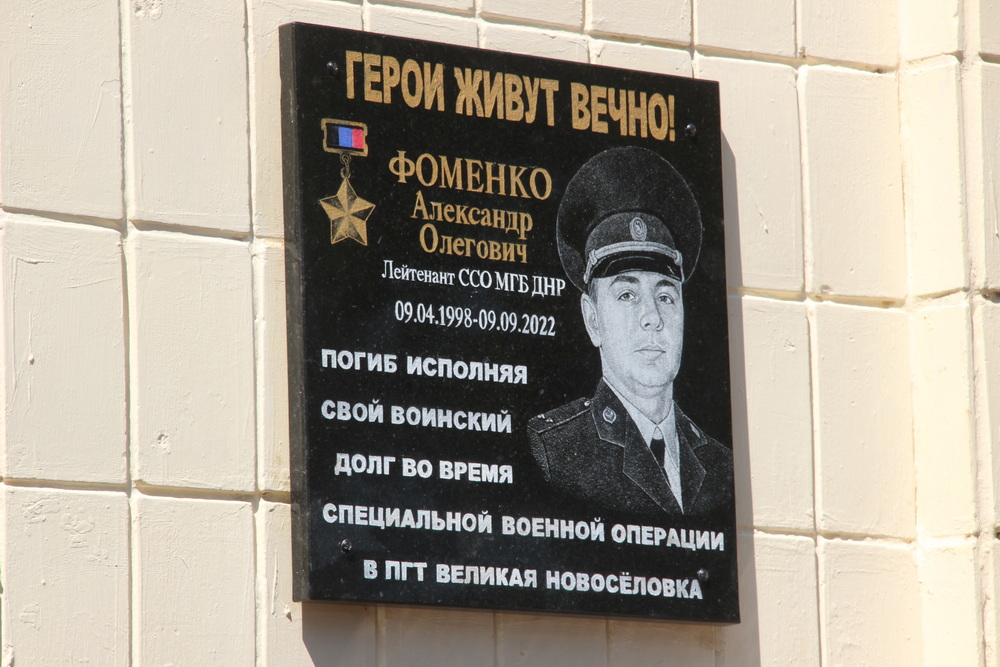 ГЕРОИ ЖИВУТ ВЕЧНО!
ФОМЕНКО
Александр
Олегович
Лейтенант ССО МГБ ДНР
09.04.1998-09.09.2022
ПОГИБ ИСПОЛНЯЯ
СВОЙ ВОИНСКИЙ
ДОЛГ ВО ВРЕМЯ
СПЕЦИАЛЬНОЙ ВОЕННОЙ ОПЕРАЦИИ
В ПГТ ВЕЛИКАЯ НОВОСЁЛОВКА